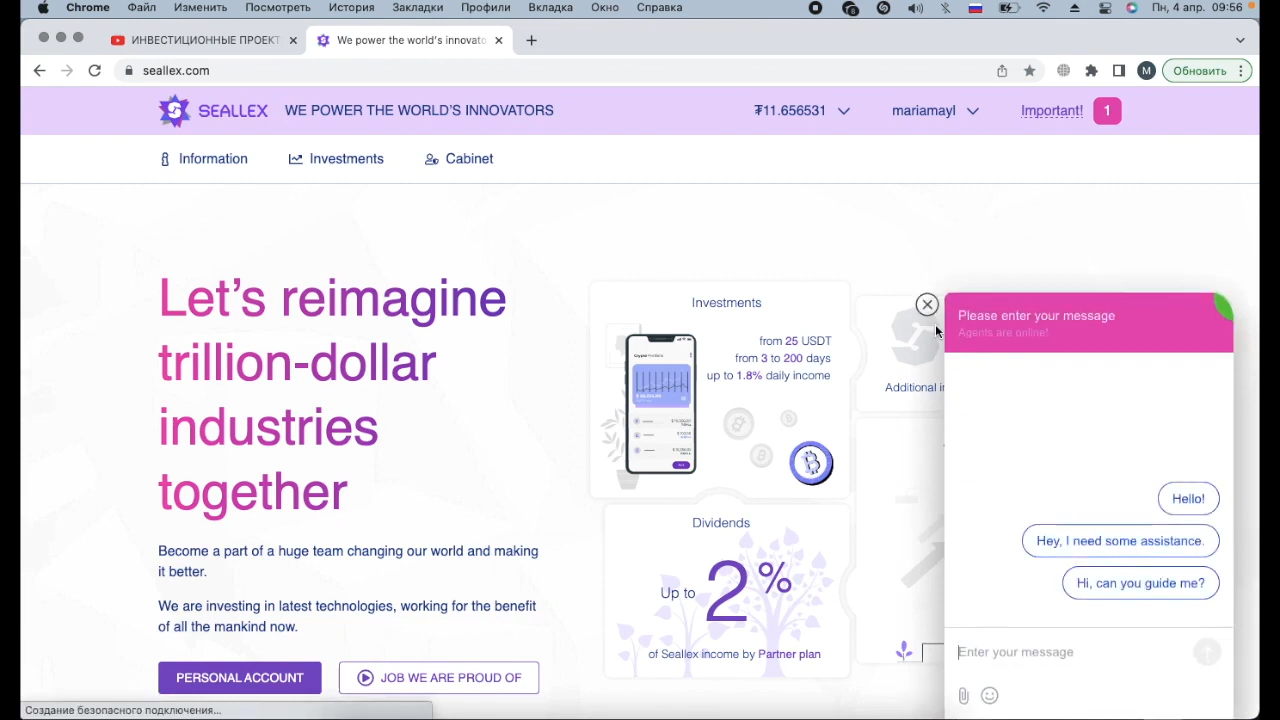 Chrome Файл Изменить Посмотреть История Закладки Профили Вкладка Окно Справка Пн, 4 апр. 09:56
ИНВЕСТИЦИОННЫЕ ПРОЕКТ
We power the world's innovato
seallex.com
М
Обновить
SEALLEX
WE POWER THE WORLD'S INNOVATORS
₮11.656531
mariamayl
Important!
1
Information
Investments
Cabinet
Let's reimagine
trillion-dollar
industries
together
Become a part of a huge team changing our world and making
it better.
We are investing in latest technologies, working for the benefit
of all the mankind now.
PERSONAL ACCOUNT
JOB WE ARE PROUD OF
Investments
from 25 USDT
from 3 to 200 days
up to 1.8% daily income
Dividends
Up to 2%
of Seallex income by Partner plan
Additional i
Please enter your message
Agents are online!
Hello!
Hey, I need some assistance.
Hi, can you guide me?
Enter your message
Создание безопасного подключения...